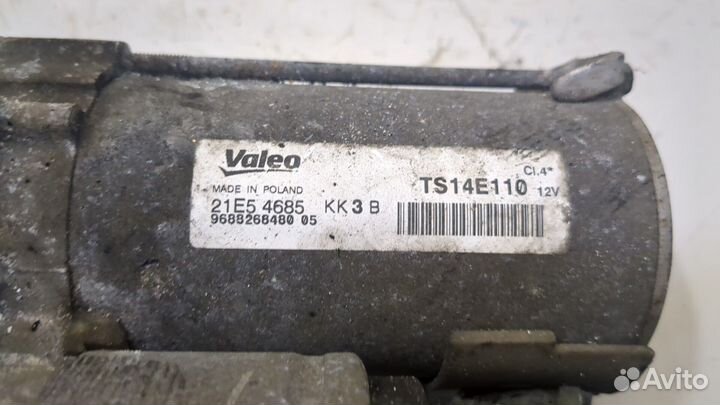 Valeo
Cl.4*
MADE IN POLAND
TS14E110 12V
21E5 4685 KK 3 B
9688268480 05
Avito